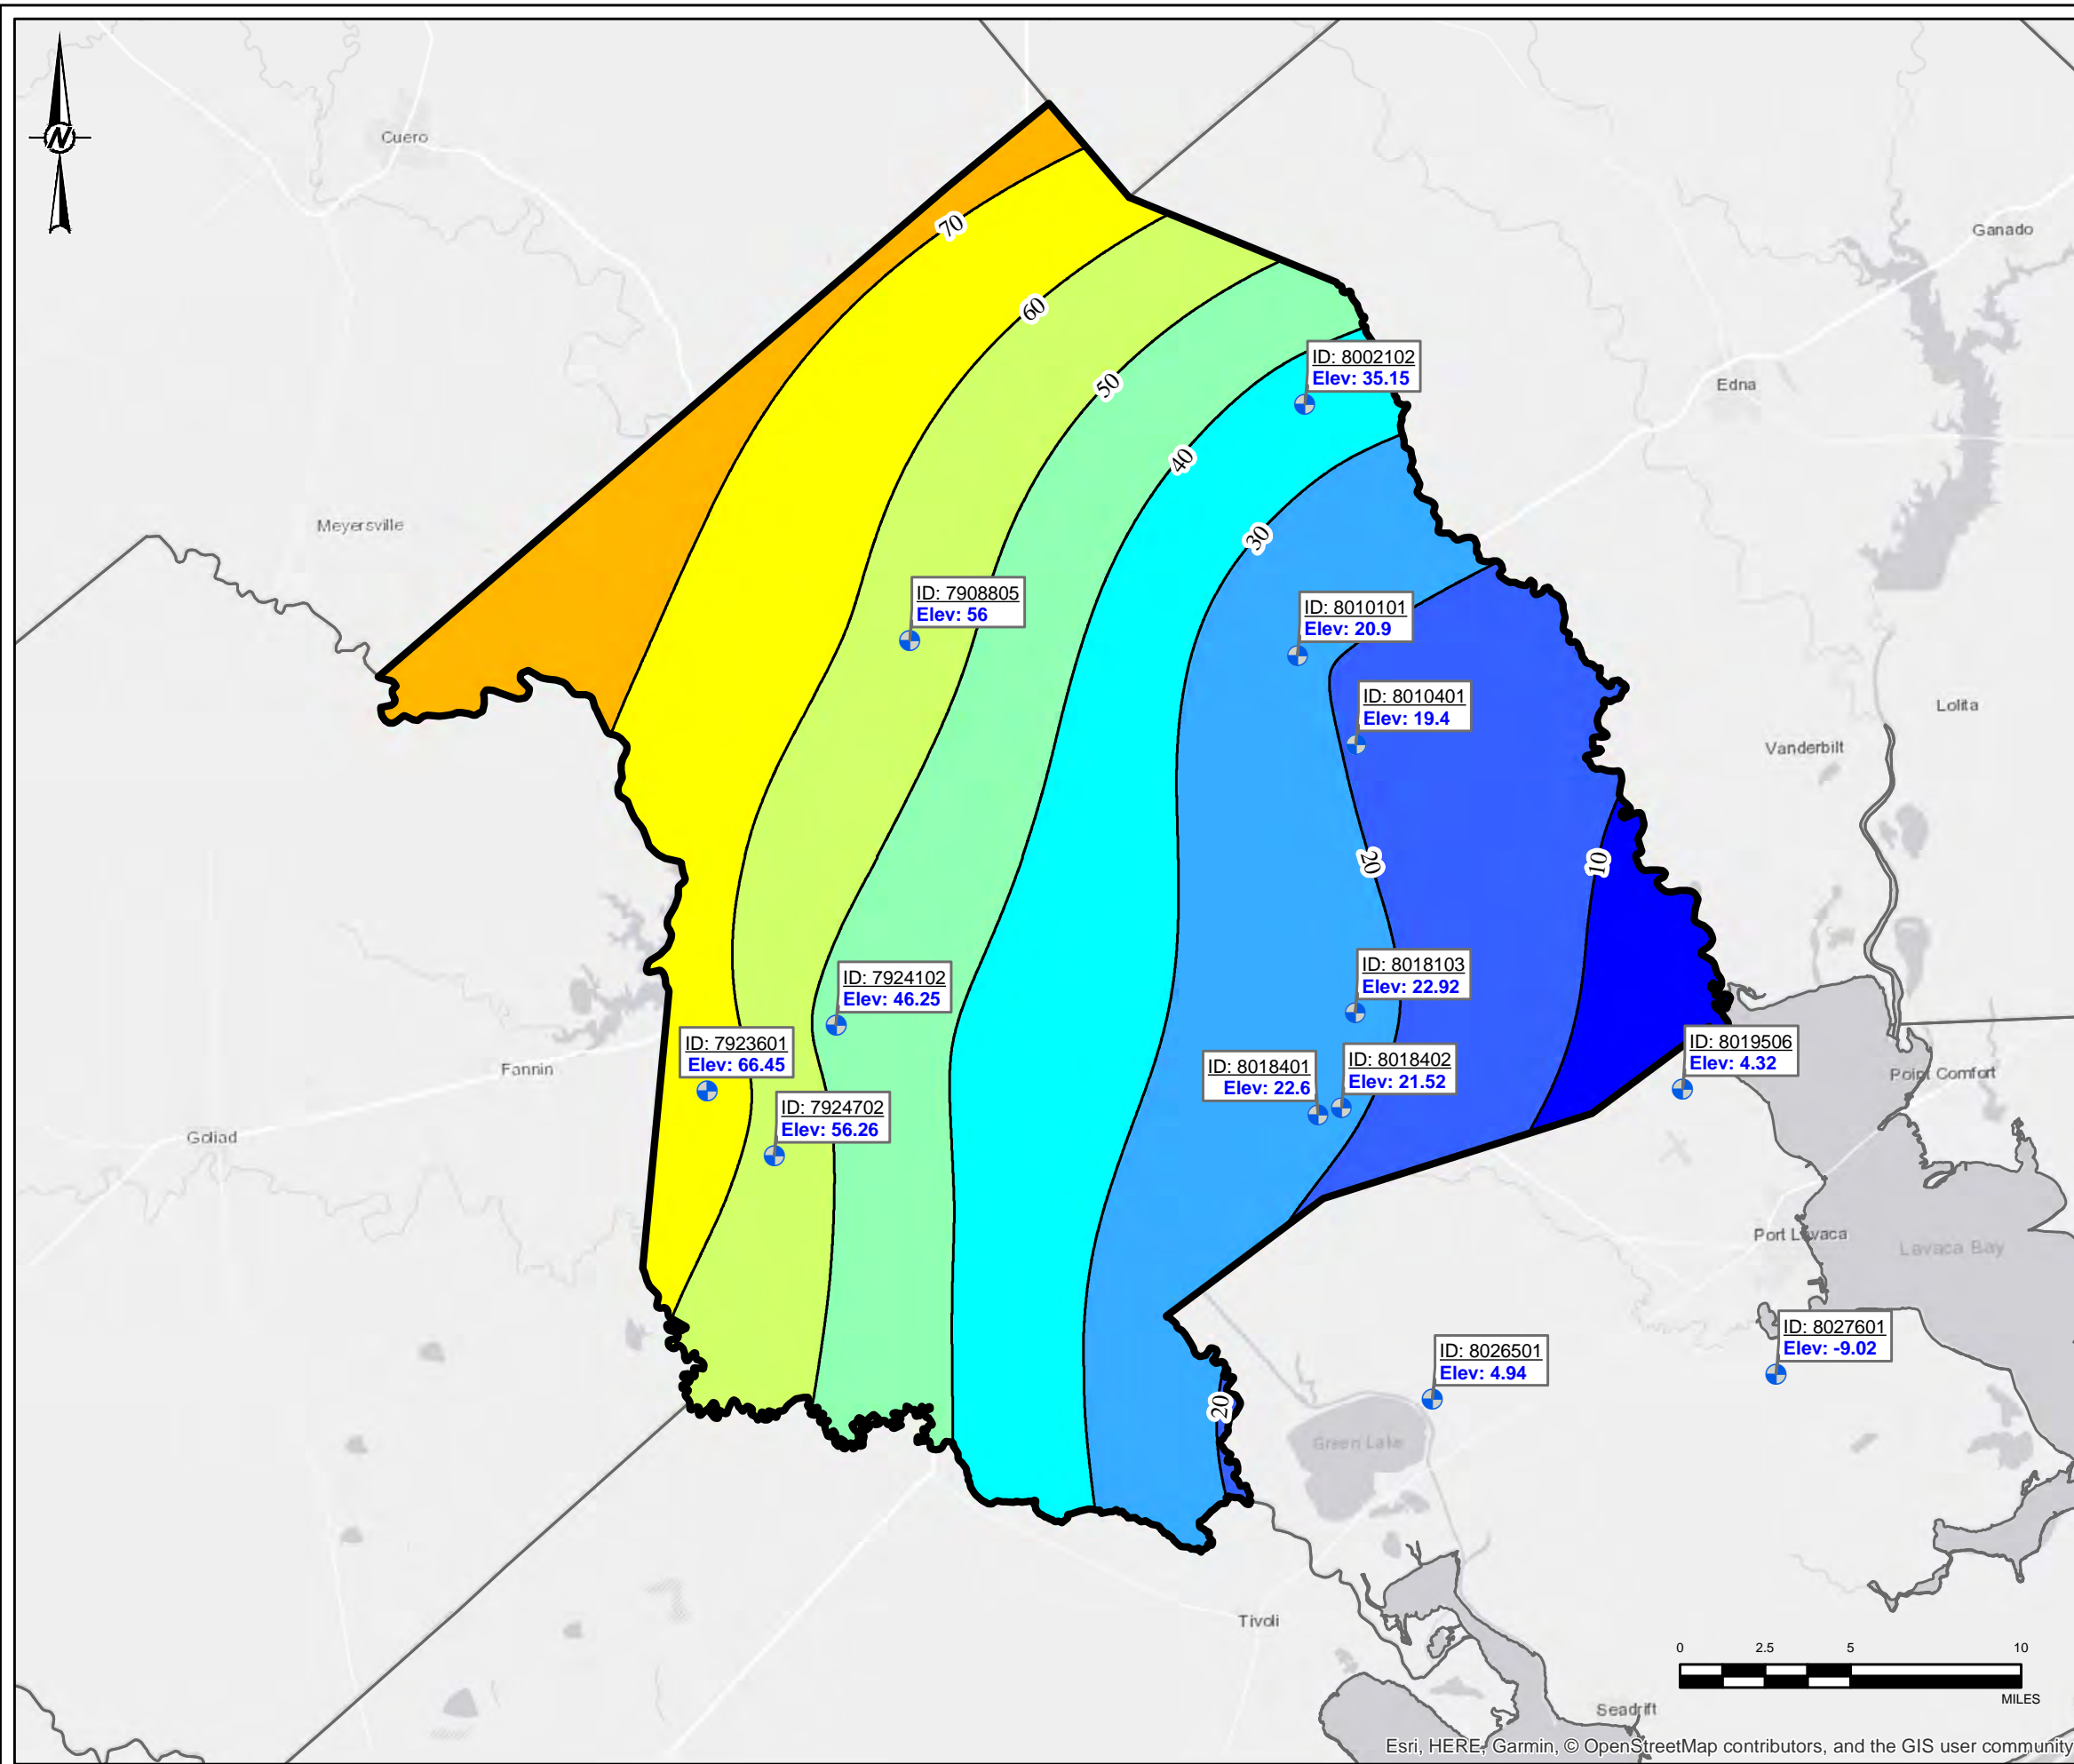 N
Cuero
70
Ganado
60
ID: 8002102
Elev: 35.15
50
Edna
40
Meyersville
30
ID: 7908805
Elev: 56
ID: 8010101
Elev: 20.9
ID: 8010401
Elev: 19.4
Lolita
Vanderbilt
20
10
ID: 7924102
Elev: 46.25
ID: 8018103
Elev: 22.92
ID: 7923601
Elev: 66.45
Fannin
ID: 8018401
Elev: 22.6
ID: 8018402
Elev: 21.52
ID: 8019506
Elev: 4.32
Point Comfort
ID: 7924702
Elev: 56.26
Goliad
Port Lavaca
Lavaca Bay
ID: 8026501
Elev: 4.94
ID: 8027601
Elev: -9.02
20
Green Lake
Tivoli
0 2.5 5 10
MILES
Seadrift
Esri, HERE, Garmin, © OpenStreetMap contributors, and the GIS user community